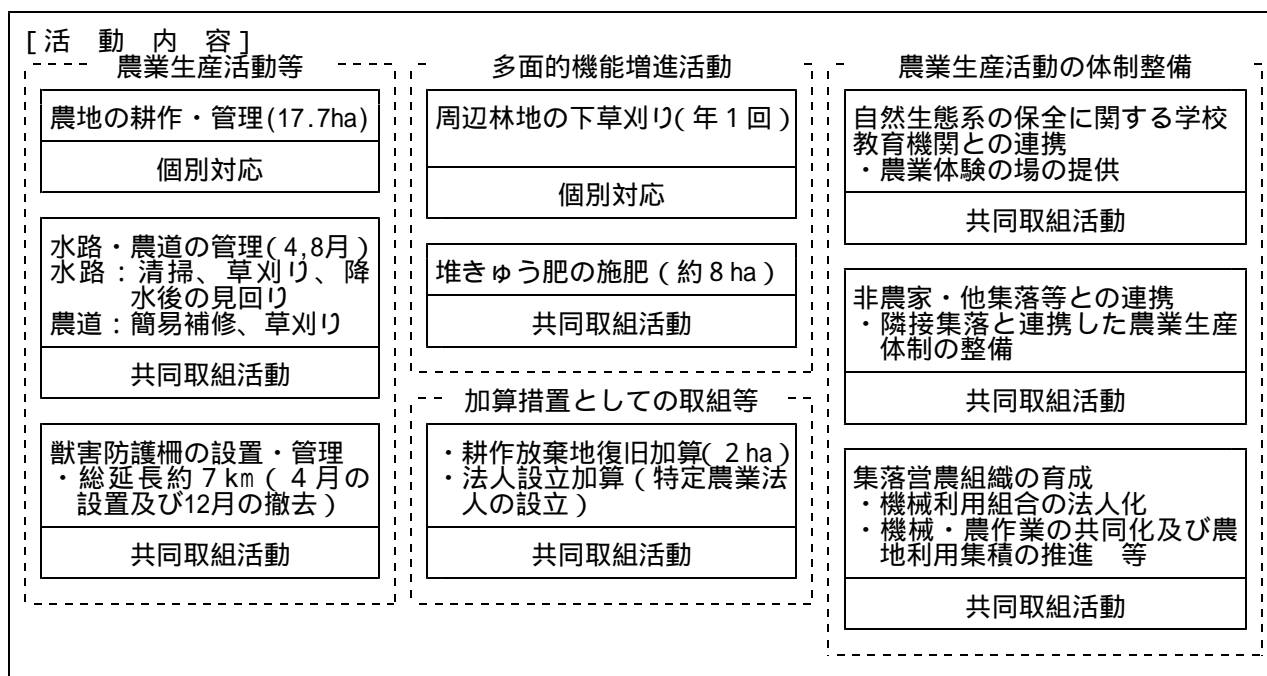 [活 動 内 容]
農業生産活動等
農地の耕作・管理(17.7ha)
個別対応
水路・農道の管理(4,8月)
水路:清掃、草刈り、降
水後の見回り
農道:簡易補修、草刈り
共同取組活動
獣害防護柵の設置・管理
・総延長約7km(4月の
設置及び12月の撤去)
共同取組活動
多面的機能増進活動
周辺林地の下草刈り(年1回)
個別対応
堆きゅう肥の施肥(約8ha)
共同取組活動
加算措置としての取組等
・耕作放棄地復旧加算(2ha)
・法人設立加算(特定農業法
人の設立)
共同取組活動
農業生産活動の体制整備
自然生態系の保全に関する学校
教育機関との連携
・農業体験の場の提供
共同取組活動
非農家・他集落等との連携
・隣接集落と連携した農業生産
体制の整備
共同取組活動
集落営農組織の育成
・機械利用組合の法人化
・機械・農作業の共同化及び農
地利用集積の推進 等
共同取組活動